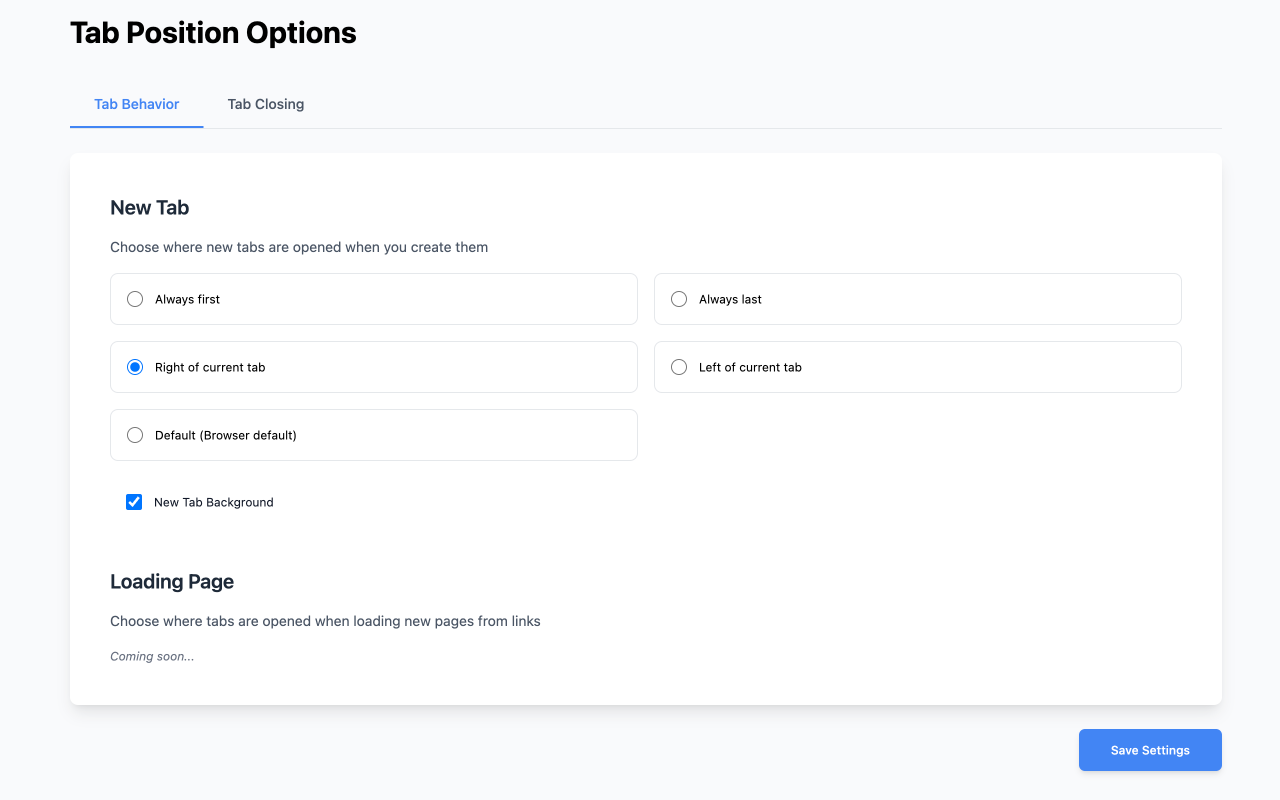 Tab Position Options
Tab Behavior
Tab Closing
New Tab
Choose where new tabs are opened when you create them
Always first
Always last
Right of current tab
Left of current tab
Default (Browser default)
New Tab Background
Loading Page
Choose where tabs are opened when loading new pages from links
Coming soon...
Save Settings